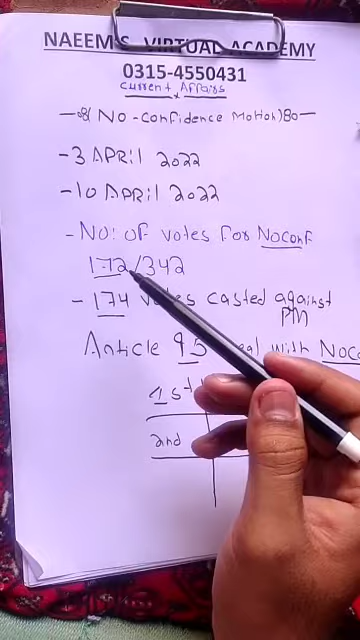 NAEEM'S VIRTUAL ACADEMY
0315-4550431
Current Affairs
No-Confidence Motion
- 3 April 2022
- 10 April 2022
- No: of votes for Noconf
172/342
- 174 votes casted against
PM
Article 95 deal with
1st
2nd